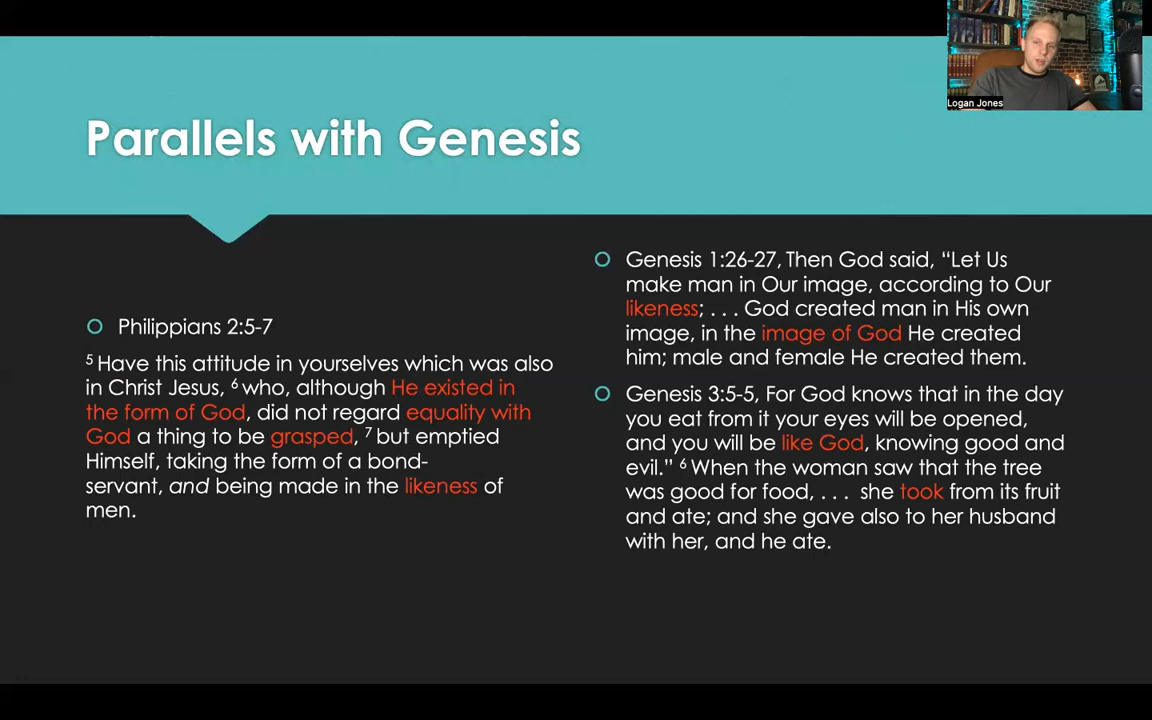 Logan Jones
Parallels with Genesis
Philippians 2:5-7
5 Have this attitude in yourselves which was also
in Christ Jesus, 6 who, although He existed in
the form of God, did not regard equality with
God a thing to be grasped, 7 but emptied
Himself, taking the form of a bond-
servant, and being made in the likeness of
men.
Genesis 1:26-27, Then God said, “Let Us
make man in Our image, according to Our
likeness; . . . God created man in His own
image, in the image of God He created
him; male and female He created them.
Genesis 3:5-5, For God knows that in the day
you eat from it your eyes will be opened,
and you will be like God, knowing good and
evil.” 6 When the woman saw that the tree
was good for food, . . . she took from its fruit
and ate; and she gave also to her husband
with her, and he ate.